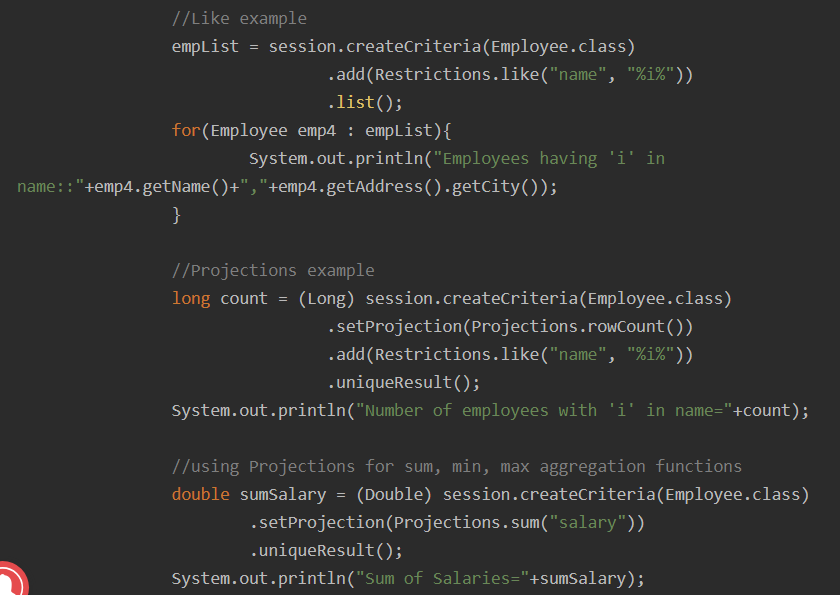 //Like example
empList = session.createCriteria(Employee.class)
.add(Restrictions.like("name", "%i%"))
.list();
for(Employee emp4 : empList){
System.out.println("Employees having 'i' in
name::"+emp4.getName()+","+emp4.getAddress().getCity());
}
//Projections example
long count = (Long) session.createCriteria(Employee.class)
.setProjection(Projections.rowCount())
.add(Restrictions.like("name", "%i%"))
.uniqueResult();
System.out.println("Number of employees with 'i' in name="+count);
//using Projections for sum, min, max aggregation functions
double sumSalary = (Double) session.createCriteria(Employee.class)
.setProjection(Projections.sum("salary"))
.uniqueResult();
System.out.println("Sum of Salaries="+sumSalary);